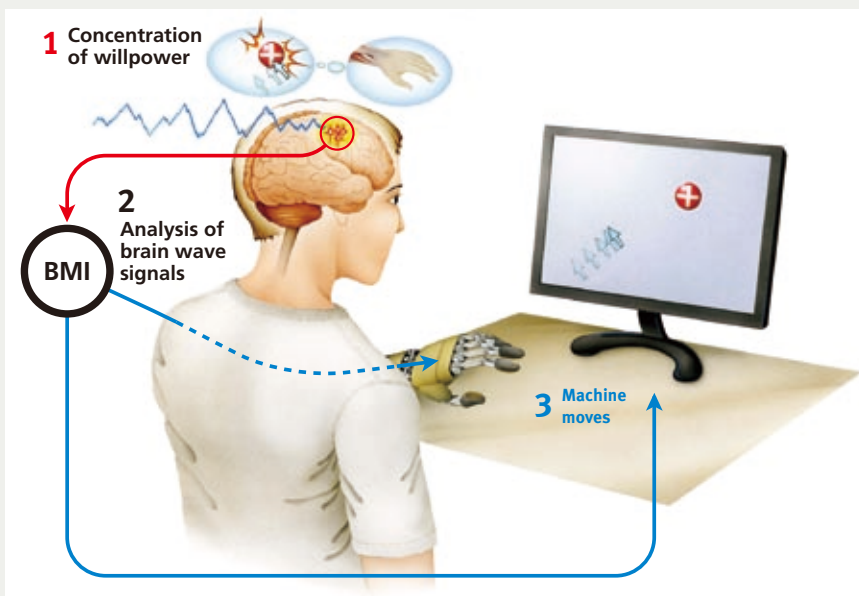 1 Concentration
of willpower
2
Analysis of
brain wave
signals
BMI
3 Machine
moves